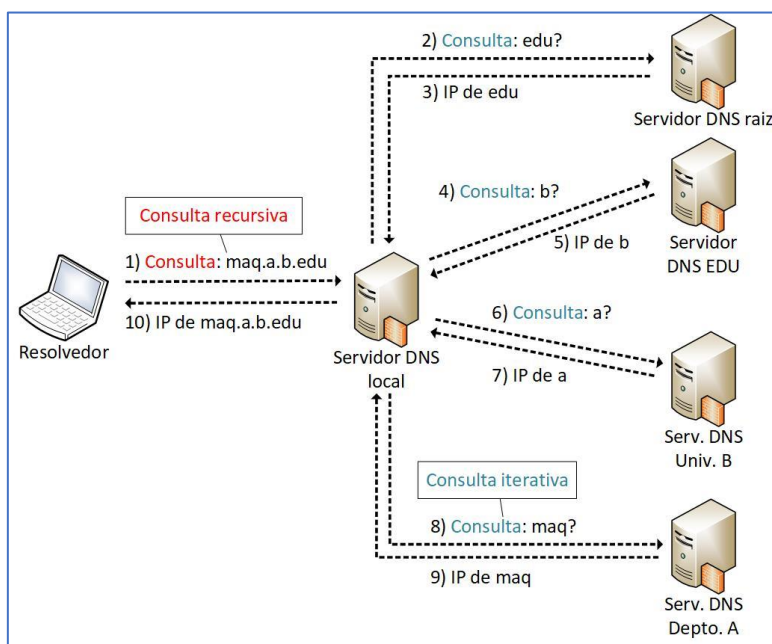 2) Consulta: edu?
3) IP de edu
Servidor DNS raiz
Consulta recursiva
4) Consulta: b?
5) IP de b
Servidor
DNS EDU
1) Consulta: maq.a.b.edu
10) IP de maq.a.b.edu
Resolvedor
Servidor DNS
local
6) Consulta: a?
7) IP de a
Serv. DNS
Univ. B
Consulta iterativa
8) Consulta: maq?
9) IP de maq
Serv. DNS
Depto. A